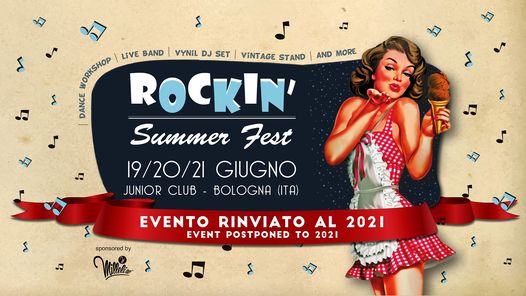 | DANCE WORKSHOP | LIVE BAND | VYNIL DJ SET | VINTAGE STAND | AND MORE
ROCKIN'
Summer Fest
19/20/21 GIUGNO
JUNIOR CLUB - BOLOGNA (ITA)
EVENTO RINVIATO AL 2021
EVENT POSTPONED TO 2021
sponsored by